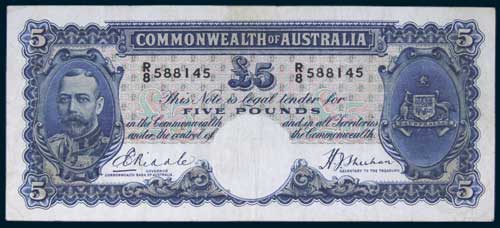 5 COMMONWEALTH OF AUSTRALIA 5
R/8 588145 £5 R/8 588145
This Note is Legal tender for
FIVE POUNDS
in the Commonwealth and in all Territories
under the control of the Commonwealth.
E Riddle H J Sheehan
GOVERNOR SECRETARY TO THE TREASURY
COMMONWEALTH BANK OF AUSTRALIA
5 5